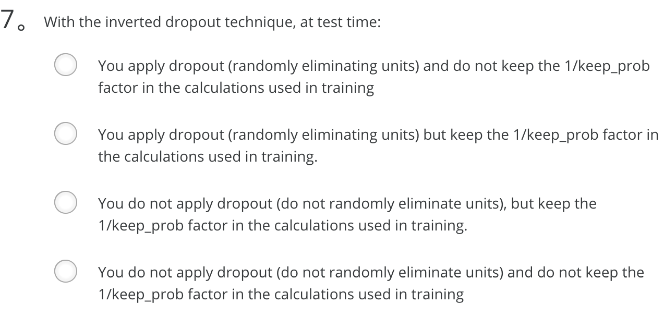 7。 With the inverted dropout technique, at test time:
You apply dropout (randomly eliminating units) and do not keep the 1/keep_prob
factor in the calculations used in training
You apply dropout (randomly eliminating units) but keep the 1/keep_prob factor in
the calculations used in training.
You do not apply dropout (do not randomly eliminate units), but keep the
1/keep_prob factor in the calculations used in training.
You do not apply dropout (do not randomly eliminate units) and do not keep the
1/keep_prob factor in the calculations used in training